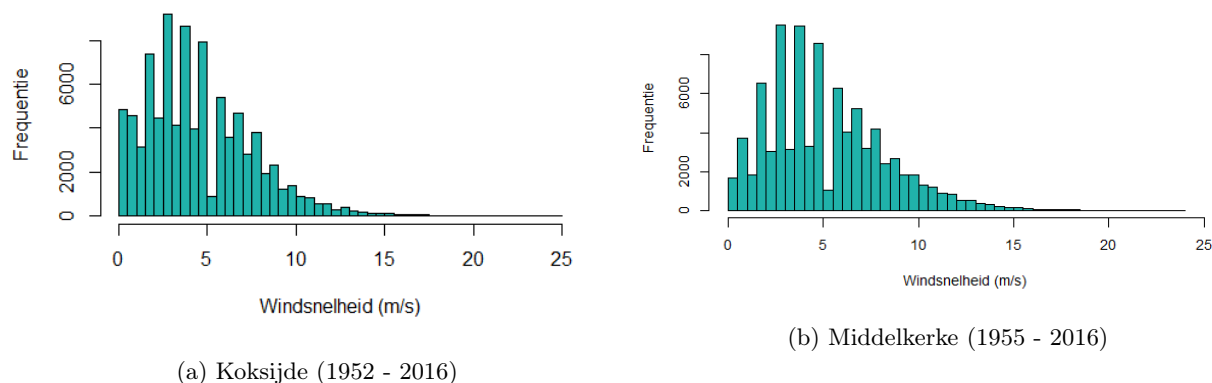 Frequentie
6000
2000
0
0 5 10 15 20 25
Windsnelheid (m/s)
(a) Koksijde (1952 - 2016)
Frequentie
6000
2000
0
0 5 10 15 20 25
Windsnelheid (m/s)
(b) Middelkerke (1955 - 2016)